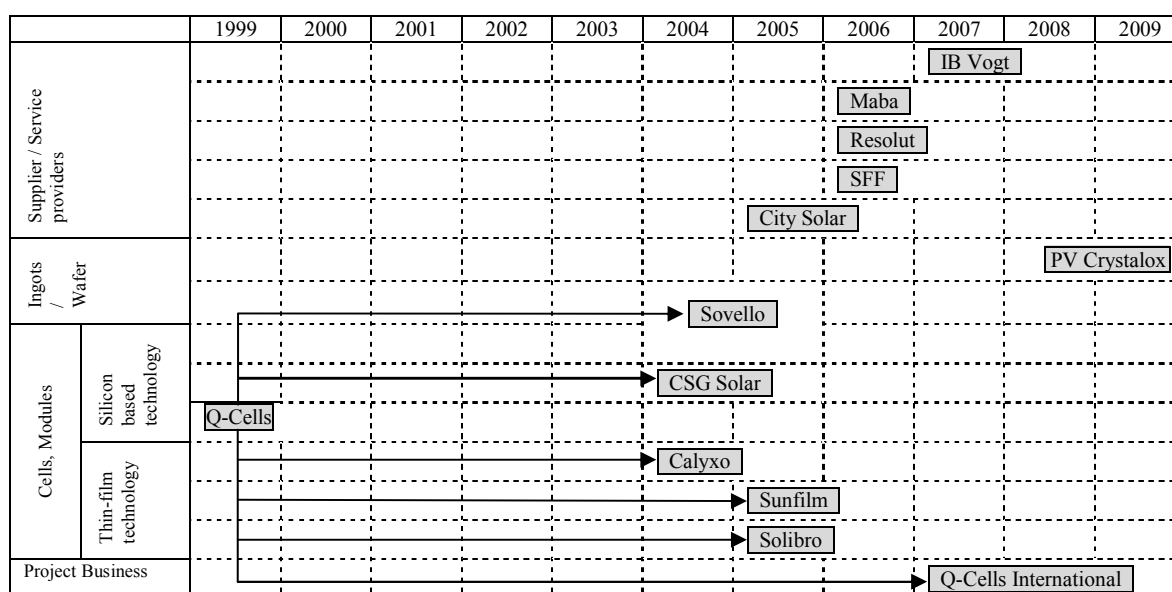 1999 2000 2001 2002 2003 2004 2005 2006 2007 2008 2009
Supplier / Service
providers
IB Vogt
Maba
Resolut
SFF
City Solar
Ingots
/
Wafer
PV Crystalox
Sovello
Cells, Modules
Silicon
based
technology
CSG Solar
Q-Cells
Thin-film
technology
Calyxo
Sunfilm
Solibro
Project Business
Q-Cells International